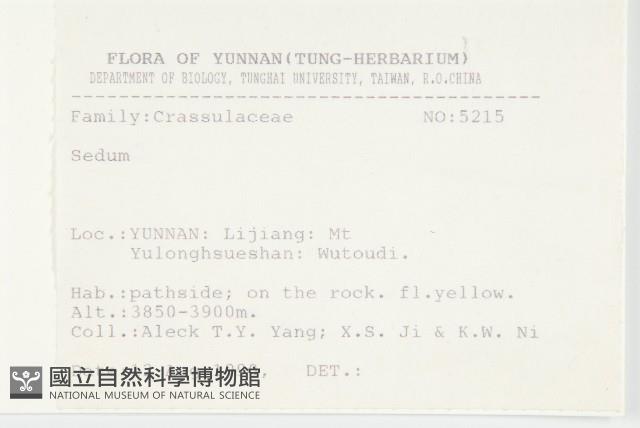 FLORA OF YUNNAN(TUNG-HERBARIUM)
DEPARTMENT OF BIOLOGY, TUNGHAI UNIVERSITY, TAIWAN, R.O.CHINA
Family:Crassulaceae NO:5215
Sedum
Loc.:YUNNAN: Lijiang: Mt
Yulonghsueshan: Wutoudi.
Hab.:pathside; on the rock. fl.yellow.
Alt.:3850-3900m.
Coll.:Aleck T.Y. Yang; X.S. Ji & K.W. Ni
DET.:
國立自然科學博物館
NATIONAL MUSEUM OF NATURAL SCIENCE